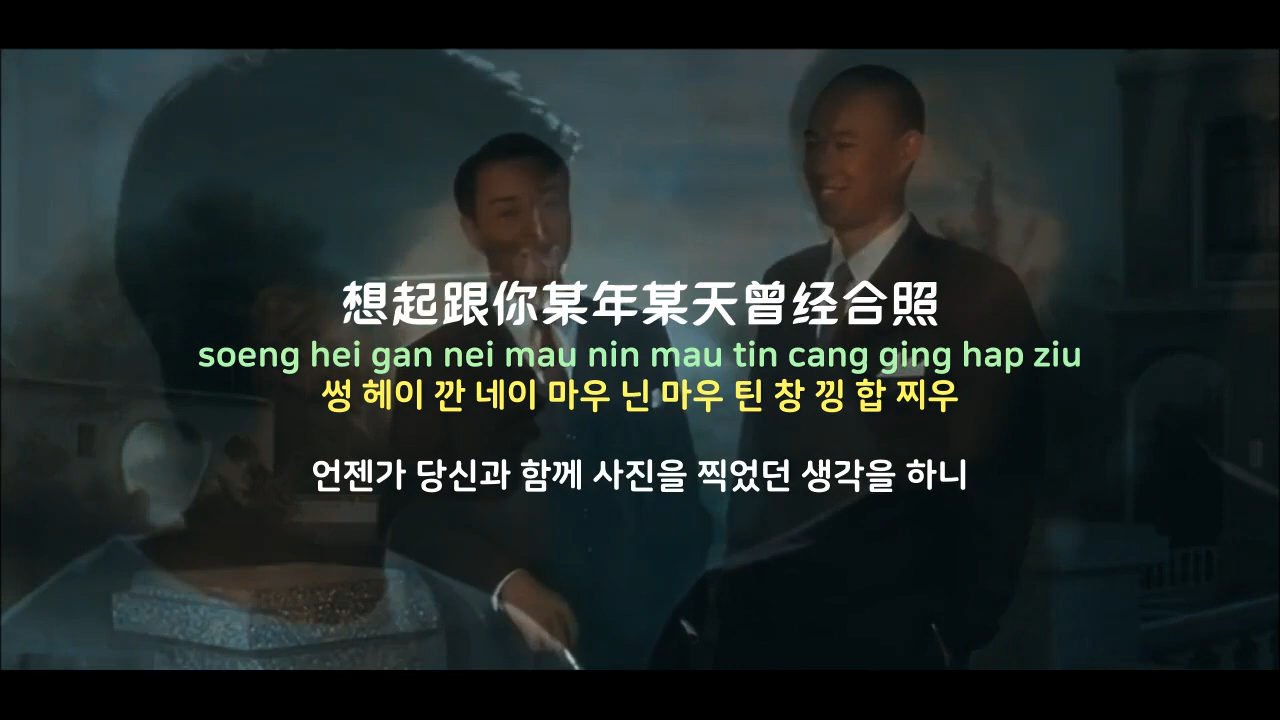 想起跟你某年某天曾经合照
soeng hei gan nei mau nin mau tin cang ging hap ziu
썽 헤이 깐 네이 마우 닌 마우 틴 창 낑 합 찌우
언젠가 당신과 함께 사진을 찍었던 생각을 하니